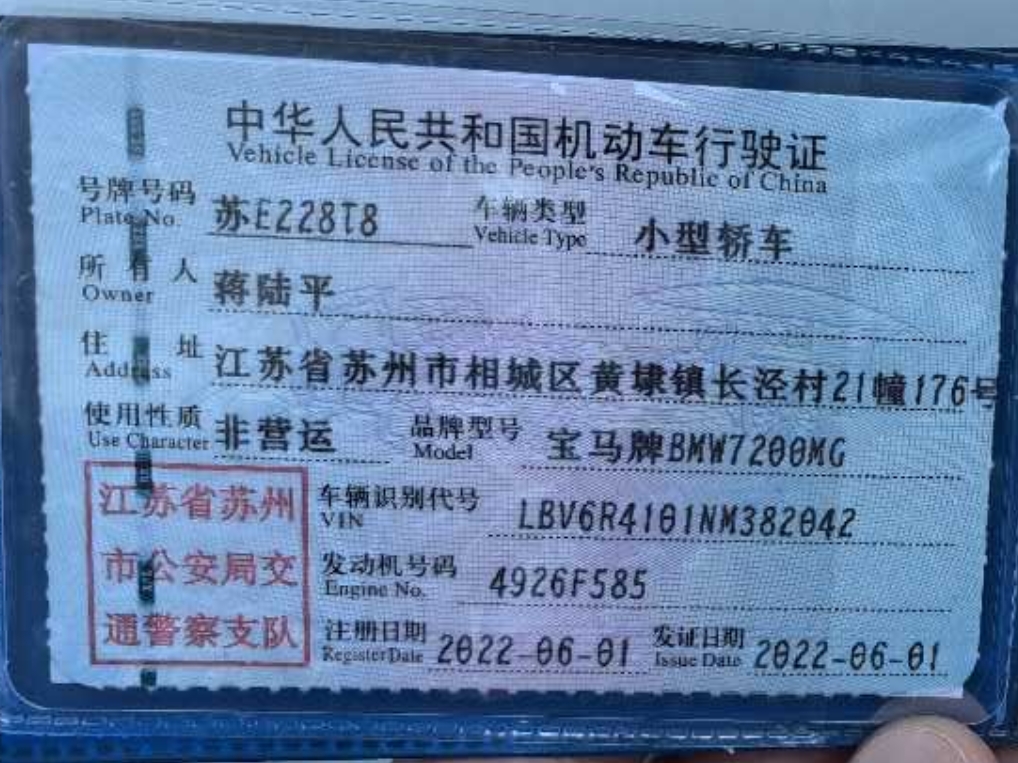 中华人民共和国机动车行驶证
Vehicle License of the People's Republic of China
号牌号码 苏E228T8 车辆类型 小型轿车
Plate No. Vehicle Type
所有人 蒋陆平
Owner
住址 江苏省苏州市相城区黄埭镇长泾村21幢176号
Address
使用性质 非营运 品牌型号 宝马牌BMW7200MG
Use Character Model
江苏省苏州
市公安局交
通警察支队
车辆识别代号 LBV6R4101NM382042
VIN
发动机号码 4926F585
Engine No.
注册日期 2022-06-01 发证日期 2022-06-01
Register Date Issue Date